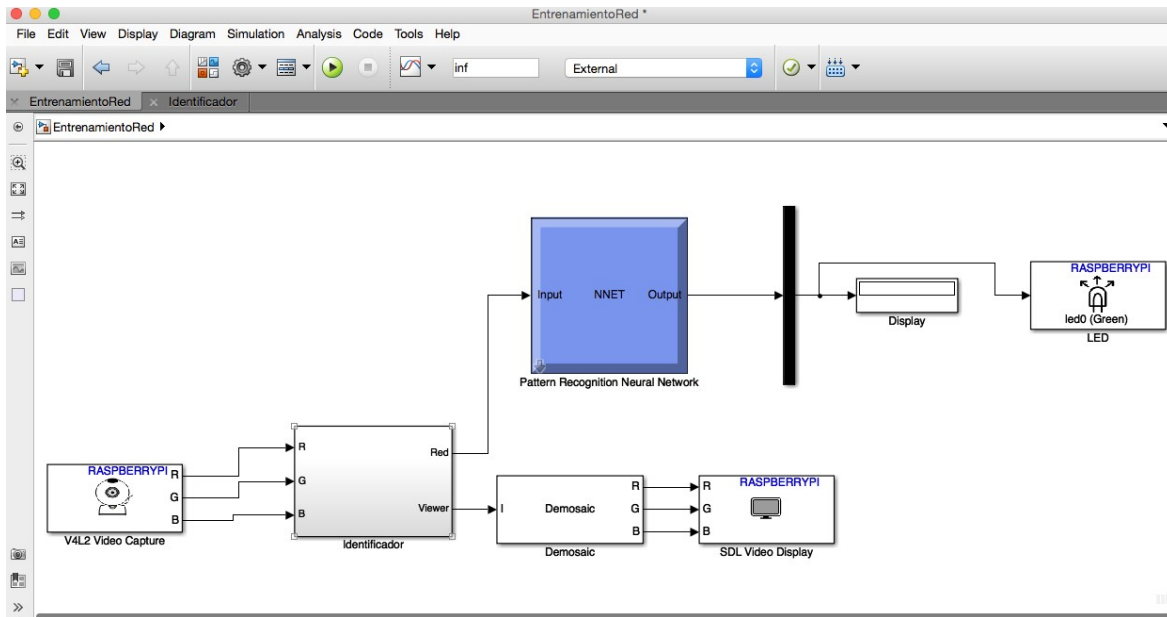 EntrenamientoRed *
File Edit View Display Diagram Simulation Analysis Code Tools Help
inf
External
EntrenamientoRed
Identificador
EntrenamientoRed
Input
NNET
Output
Pattern Recognition Neural Network
Display
RASPBERRYPI
led0 (Green)
LED
RASPBERRYPI
R
G
B
V4L2 Video Capture
R
G
B
Red
Viewer
Identificador
I
Demosaic
R
G
B
Demosaic
R
G
B
RASPBERRYPI
SDL Video Display